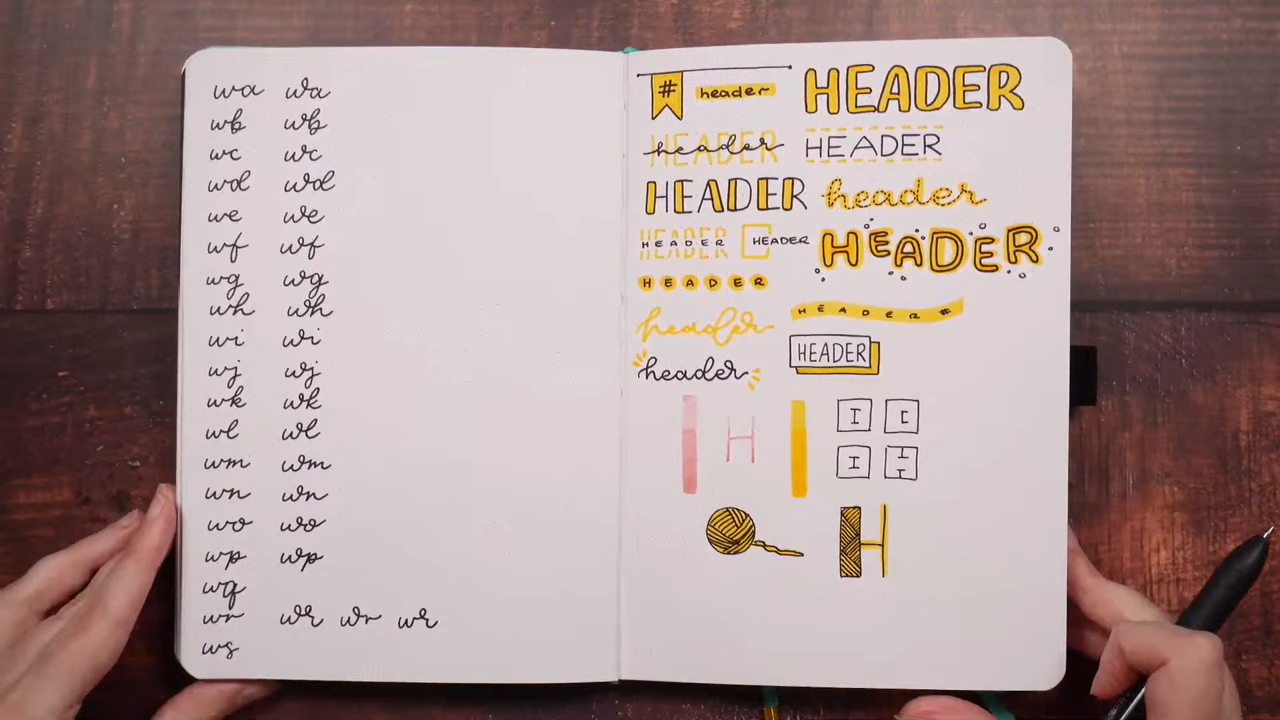 wa wa
wb wb
wc wc
wd wd
we we
wf wf
wg wg
wh wh
wi wi
wj wj
wk wk
wl wl
wm wm
wn wn
wo wo
wp wp
wq
wr wr wr wr
ws
# header HEADER
HEADER header HEADER
HEADER header
HEADER HEADER HEADER HEADER
HEADER
HEADER #
header
HEADER
header
H I C
I I
H